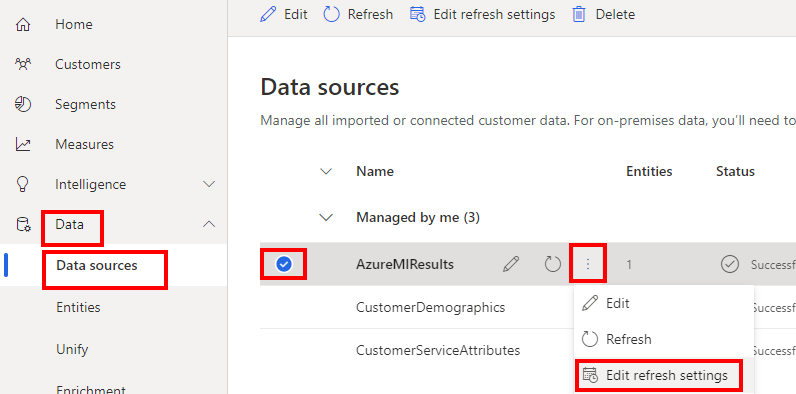 Home
Customers
Segments
Measures
Intelligence
Data
Data sources
Entities
Unify
Enrichment
Edit Refresh Edit refresh settings Delete
Data sources
Manage all imported or connected customer data. For on-premises data, you'll need to
Name Entities Status
Managed by me (3)
AzureMlResults 1 Successf
CustomerDemographics
CustomerServiceAttributes
Edit
Refresh
Edit refresh settings